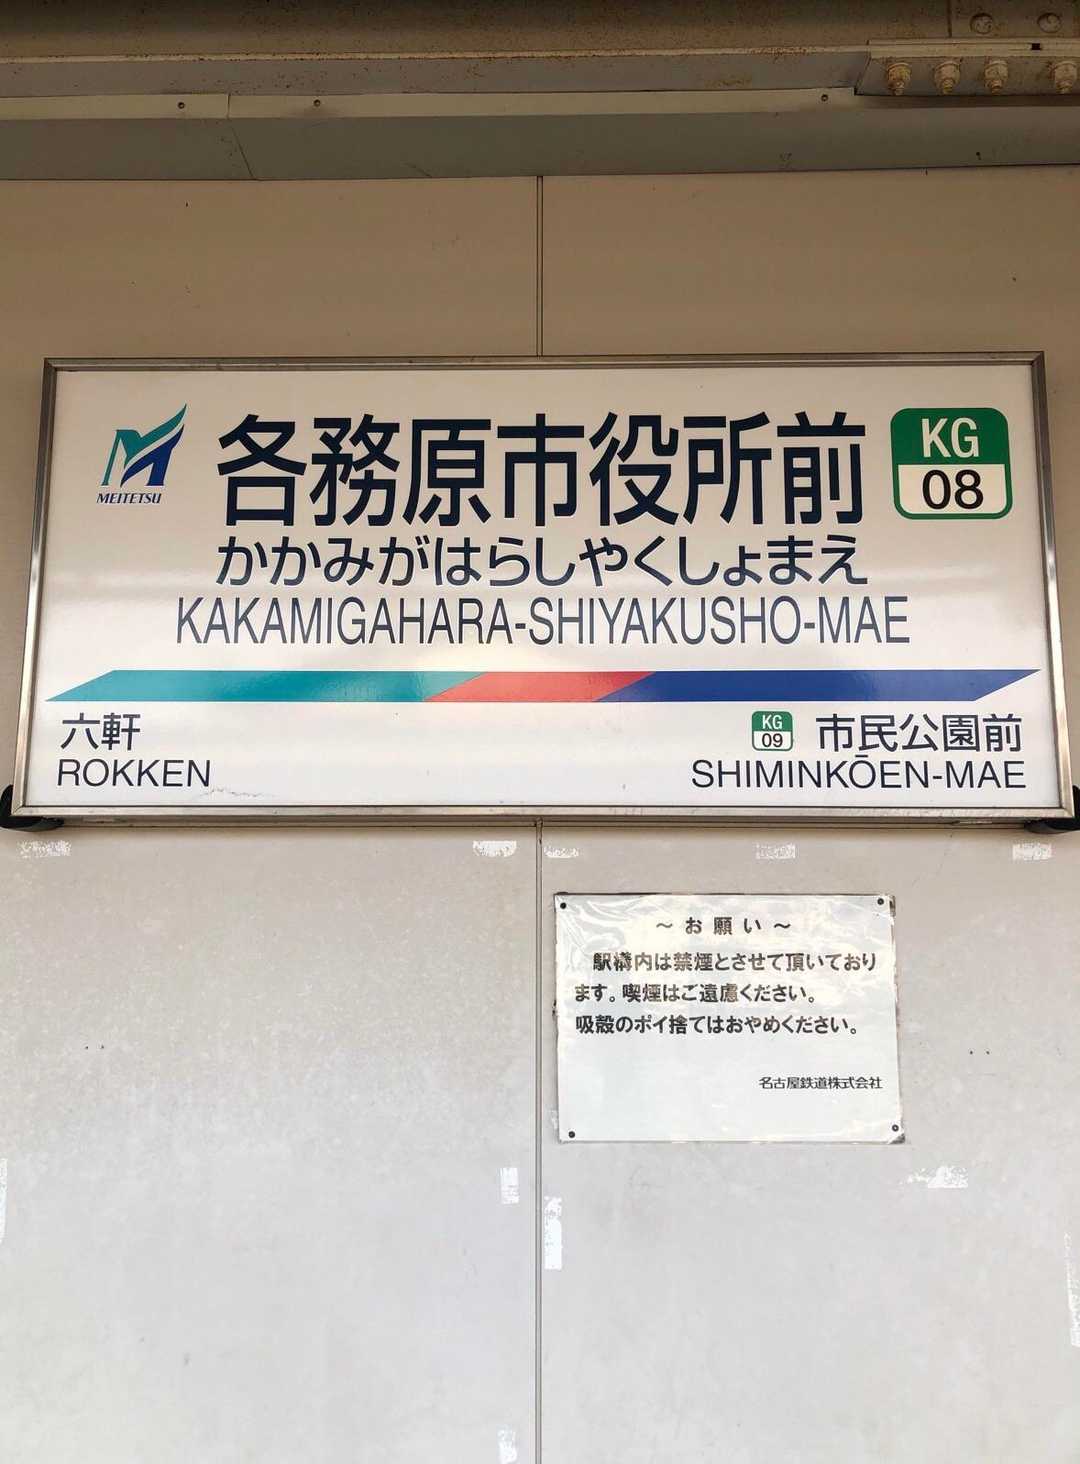 MEITETSU
各務原市役所前
KG
08
かかみがはらしやくしょまえ
KAKAMIGAHARA-SHIYAKUSHO-MAE
六軒
ROKKEN
KG
09
市民公園前
SHIMINKŌEN-MAE
～お願い～
駅構内は禁煙とさせて頂いており
ます。喫煙はご遠慮ください。
吸殻のポイ捨てはおやめください。
名古屋鉄道株式会社